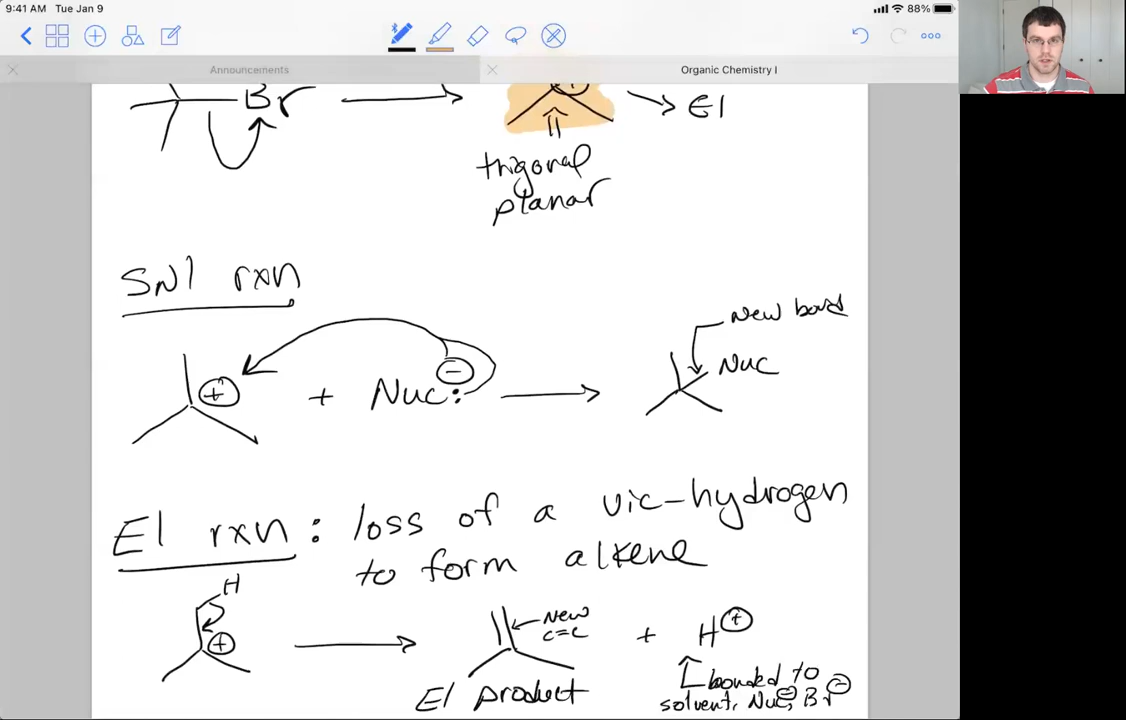 9:41 AM Tue Jan 9
88%
Announcements
Organic Chemistry I
Br
+
E1
trigonal
planar
SN1 rxn
New bond
+ + Nuc: −
Nuc
E1 rxn: loss of a vic-hydrogen
to form alkene
H
+
New
C=C
+ H+
E1 product
bonded to
solvent, Nuc−, Br−